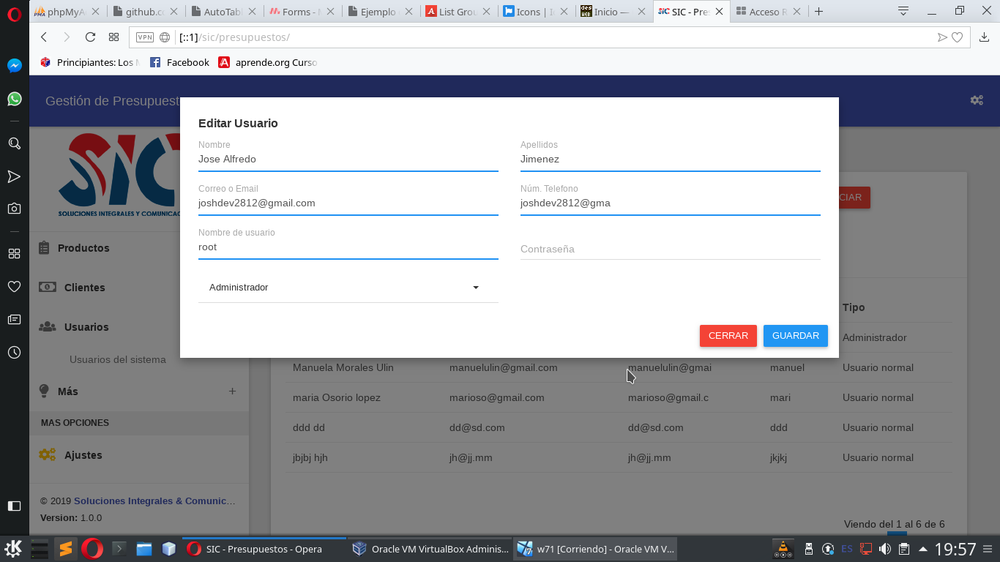 phpMyA
github.c
AutoTab
Forms -
Ejemplo
List Grou
Icons |
Inicio —
SIC - Pres
Acceso R
VPN
[::1]/sic/presupuestos/
Principiantes: Los
Facebook
aprende.org Curso
Gestión de Presupuest
SIC
SOLUCIONES INTEGRALES Y COMUNICAC
Productos
Clientes
Usuarios
Usuarios del sistema
Más +
MAS OPCIONES
Ajustes
© 2019 Soluciones Integrales & Comunic…
Version: 1.0.0
Editar Usuario
Nombre
Jose Alfredo
Apellidos
Jimenez
Correo o Email
joshdev2812@gmail.com
Núm. Telefono
joshdev2812@gma
Nombre de usuario
root
Contraseña
Administrador
CERRAR
GUARDAR
CIAR
Tipo
Administrador
Manuela Morales Ulin manuelulin@gmail.com manuelulin@gmai manuel Usuario normal
maria Osorio lopez marioso@gmail.com marioso@gmail.c mari Usuario normal
ddd dd dd@sd.com dd@sd.com ddd Usuario normal
jbjbj hjh jh@jj.mm jh@jj.mm jkjkj Usuario normal
Viendo del 1 al 6 de 6
SIC - Presupuestos - Opera
Oracle VM VirtualBox Adminis...
w71 [Corriendo] - Oracle VM V...
ES
19:57